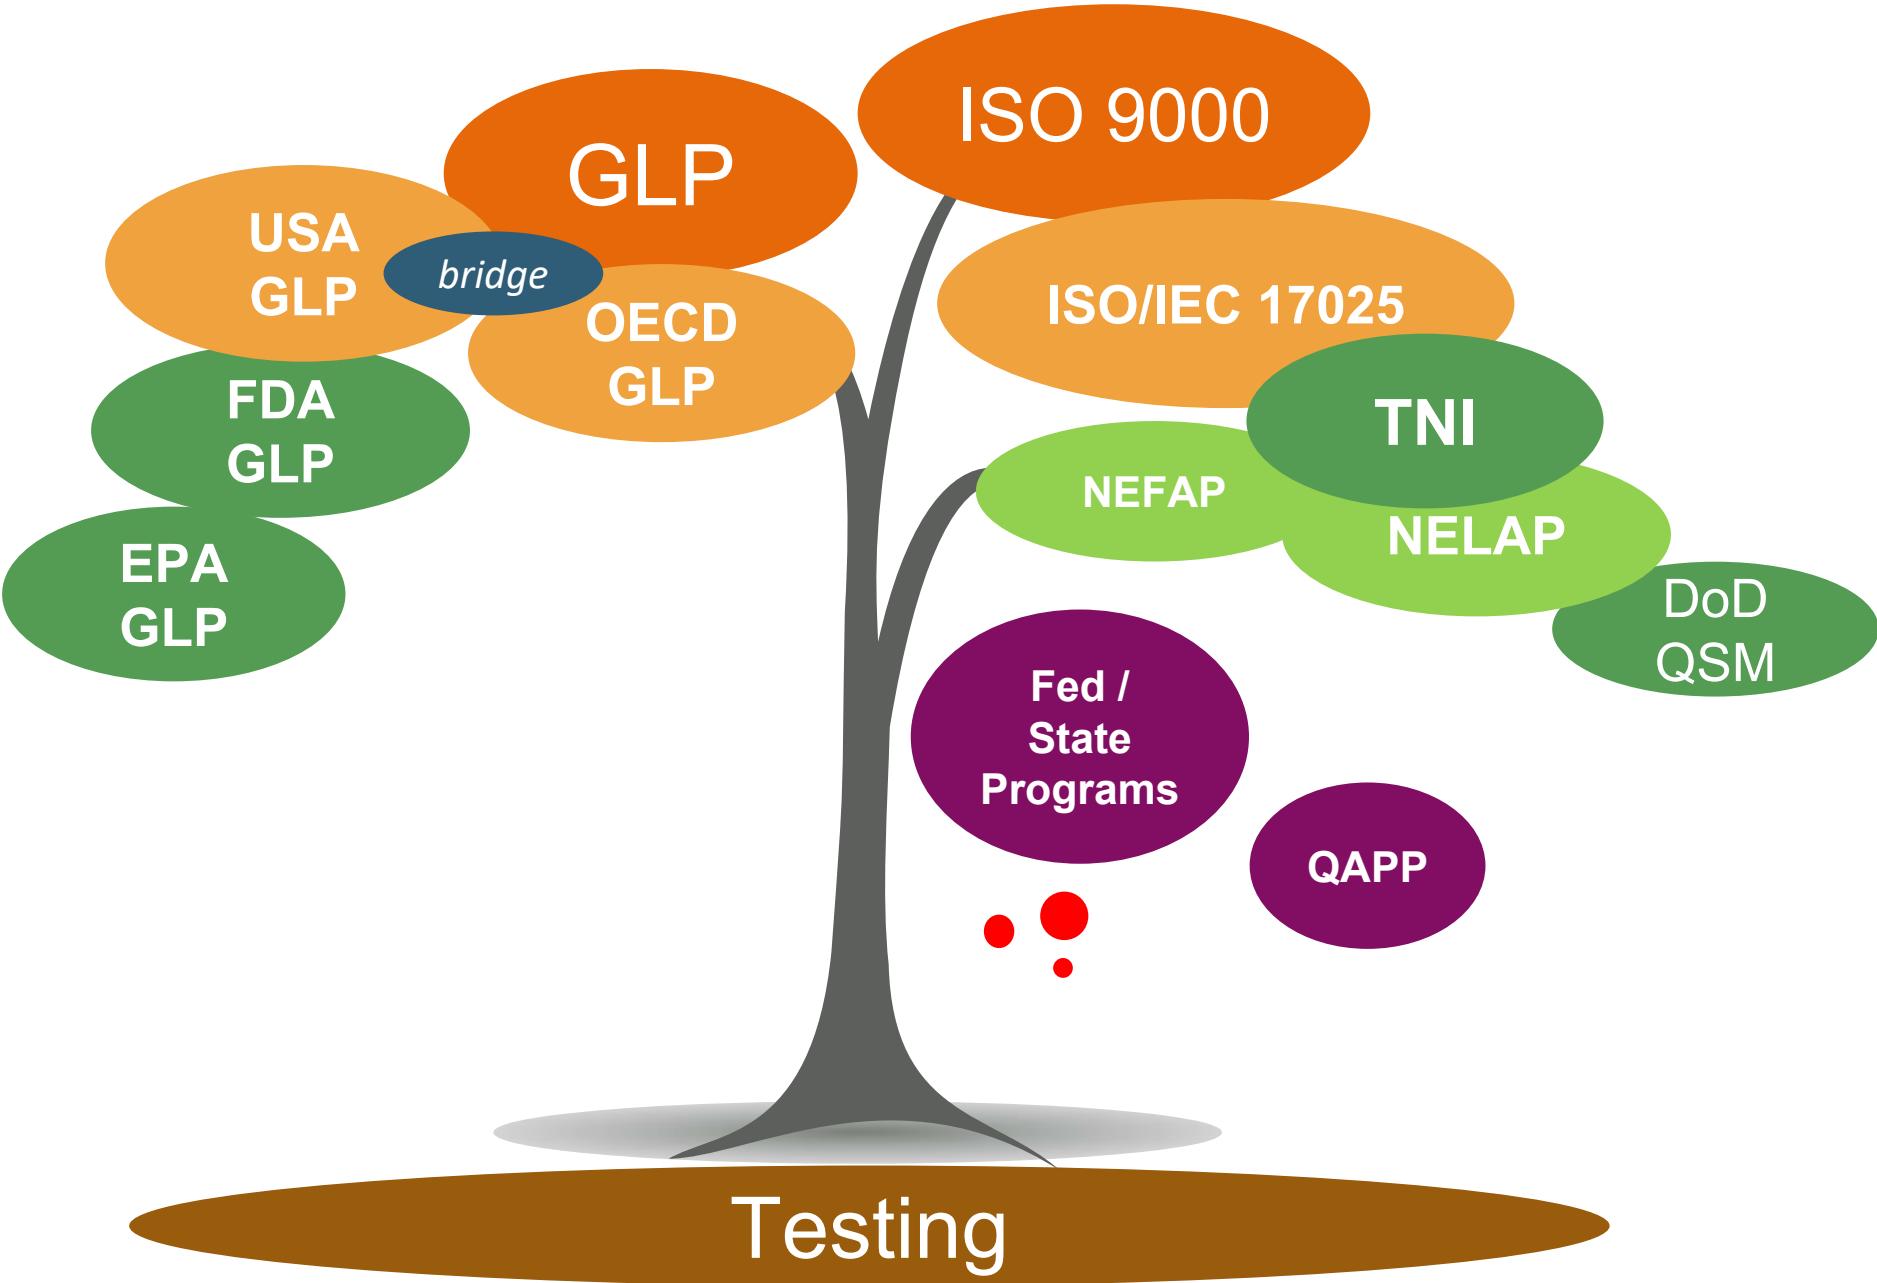 ISO 9000
GLP
USA
GLP
bridge
OECD
GLP
ISO/IEC 17025
FDA
GLP
TNI
NEFAP
NELAP
EPA
GLP
DoD
QSM
Fed /
State
Programs
QAPP
Testing